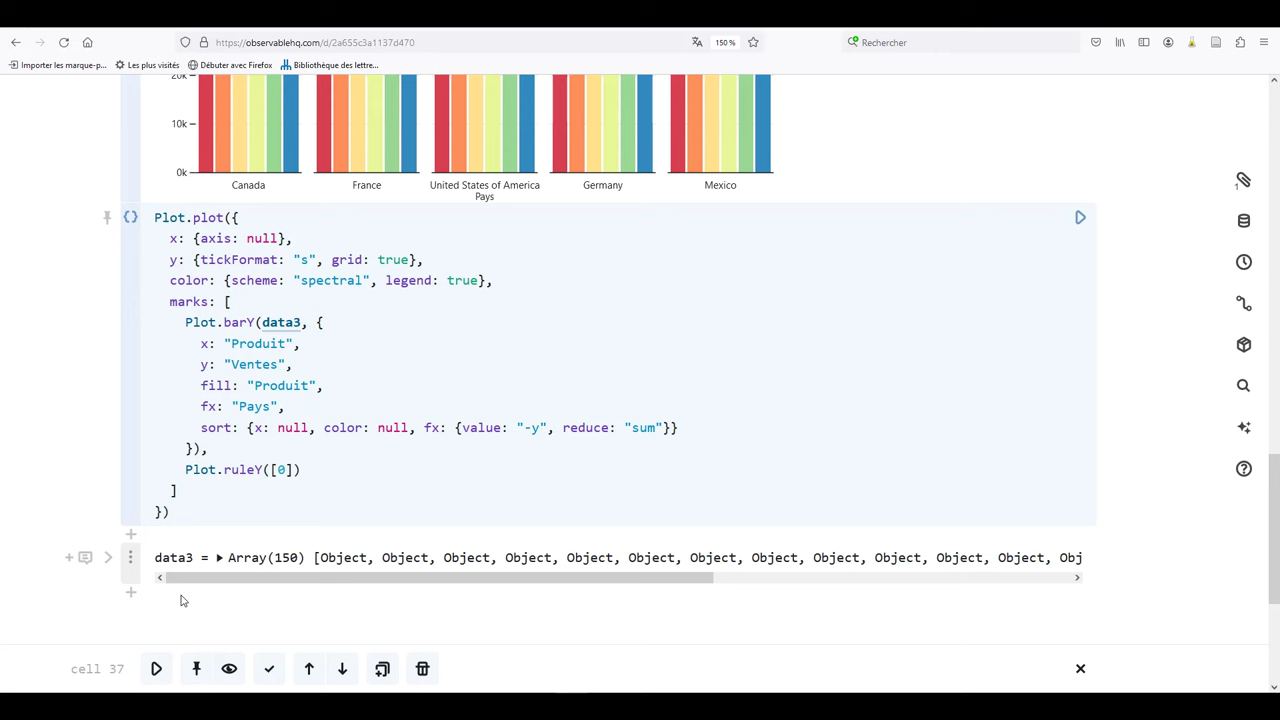 https://observablehq.com/d/2a655c3a1137d470
150 %
Rechercher
Importer les marque-p...
Les plus visités
Débuter avec Firefox
Bibliothèque des lettre...
20k
10k
0k
Canada
France
United States of America
Germany
Mexico
Pays
Plot.plot({
x: {axis: null},
y: {tickFormat: "s", grid: true},
color: {scheme: "spectral", legend: true},
marks: [
Plot.barY(data3, {
x: "Produit",
y: "Ventes",
fill: "Produit",
fx: "Pays",
sort: {x: null, color: null, fx: {value: "-y", reduce: "sum"}}
}),
Plot.ruleY([0])
]
})
data3 = ▶ Array(150) [Object, Object, Object, Object, Object, Object, Object, Object, Object, Object, Object, Object, Obj
cell 37
1